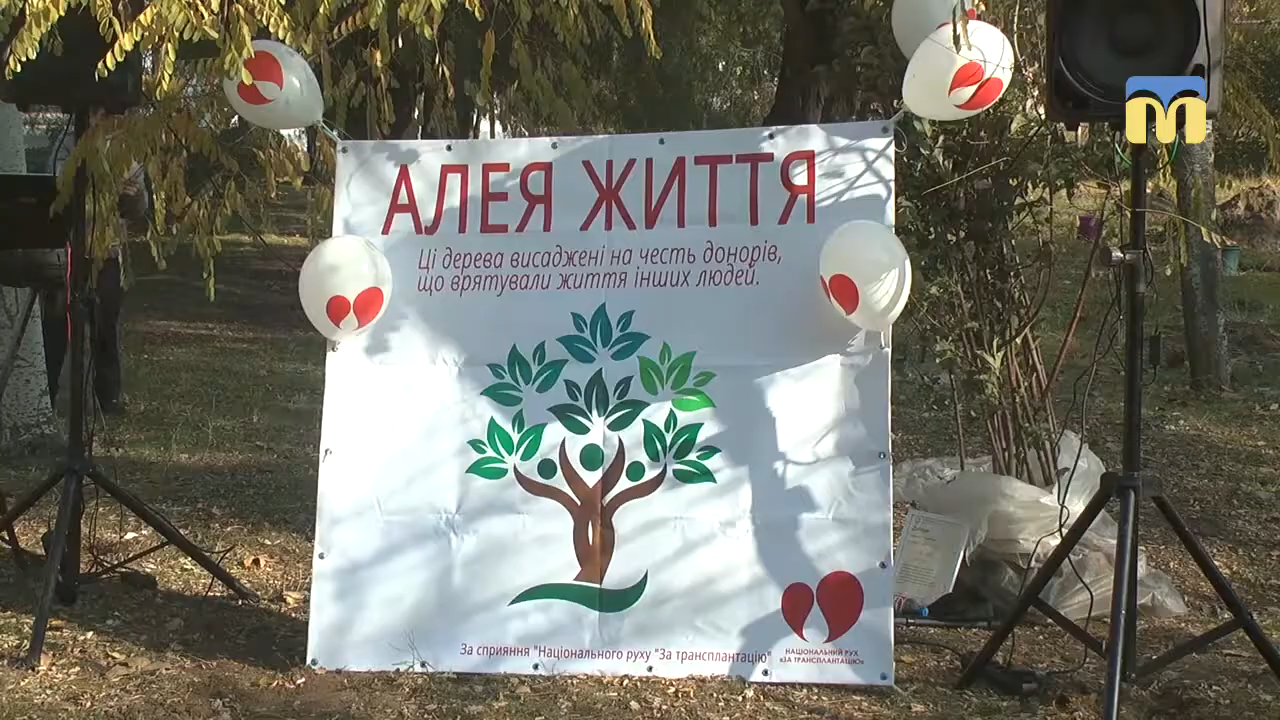 АЛЕЯ ЖИТТЯ
Ці дерева висаджені на честь донорів,
що врятували життя інших людей.
За сприяння "Національного руху "За трансплантацію"
НАЦІОНАЛЬНИЙ РУХ
«ЗА ТРАНСПЛАНТАЦІЮ»